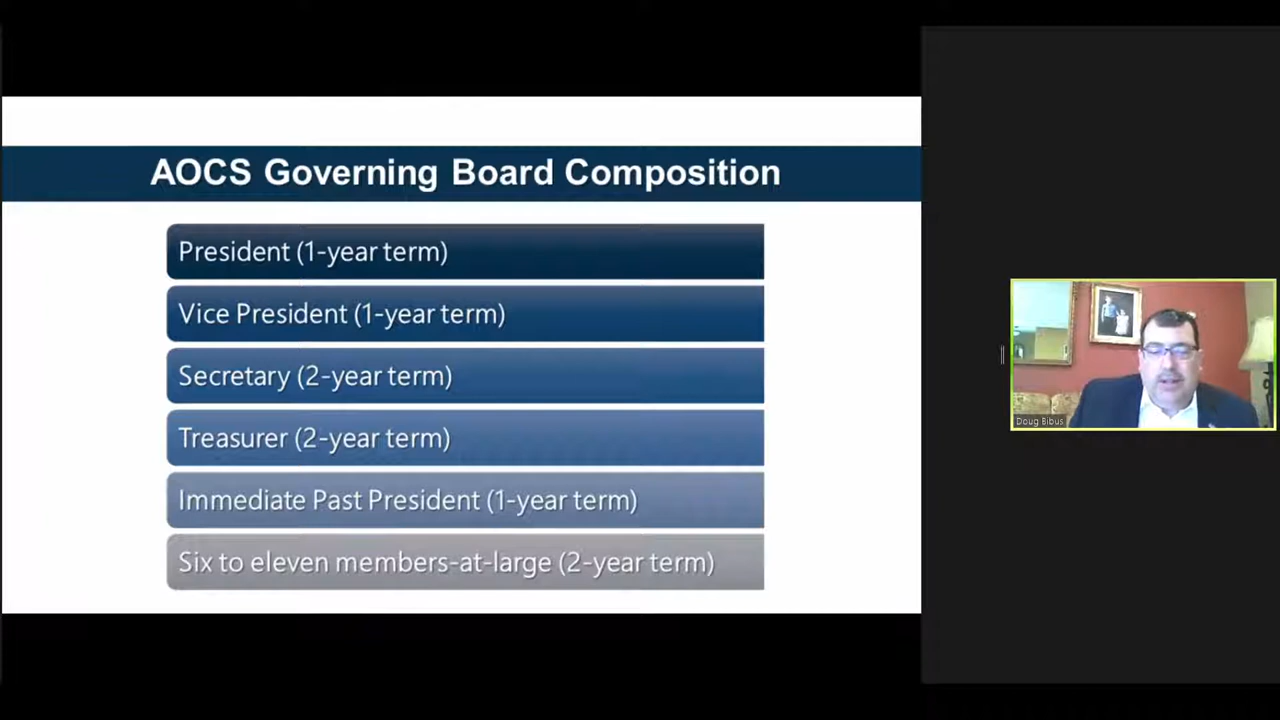 AOCS Governing Board Composition
President (1-year term)
Vice President (1-year term)
Secretary (2-year term)
Treasurer (2-year term)
Immediate Past President (1-year term)
Six to eleven members-at-large (2-year term)
Doug Bibus